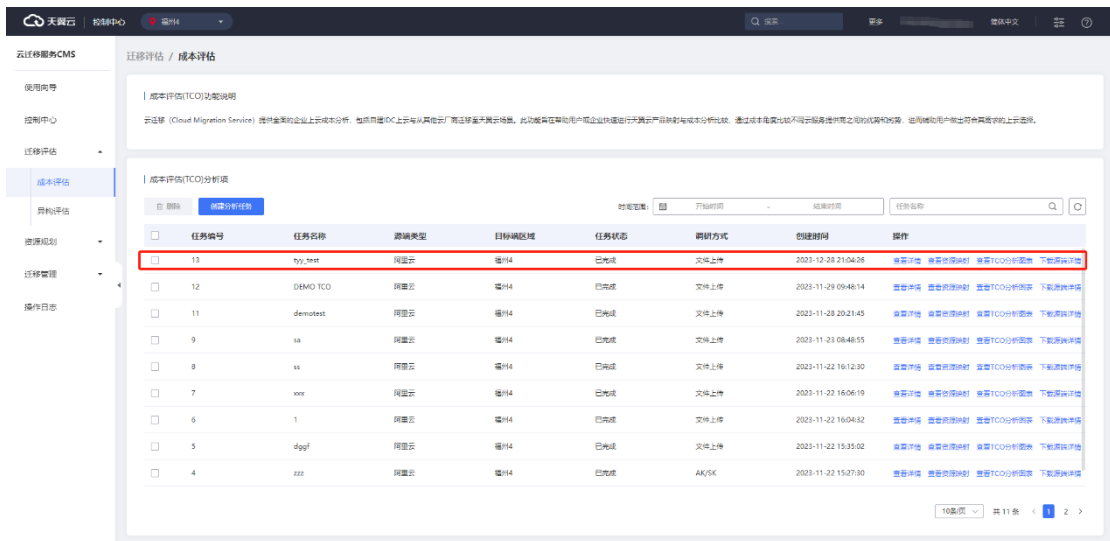 天翼云 控制中心 福州4 搜索 更多 简体中文
云迁移服务CMS
使用向导
控制中心
迁移评估
成本评估
异构评估
资源规划
迁移管理
操作日志
迁移评估 / 成本评估
成本评估(TCO)功能说明
云迁移（Cloud Migration Service）提供全面的企业上云成本分析，包括自建IDC上云与从其他云厂商迁移至天翼云场景。此功能旨在帮助用户或企业快速进行天翼云产品映射与成本分析比较，通过成本角度比较不同云服务提供商之间的优势和劣势，进而辅助用户做出符合其需求的上云选择。
成本评估(TCO)分析项
删除 创建分析任务 时间范围: 开始时间 - 结束时间 任务名称
任务编号 任务名称 源端类型 目标端区域 任务状态 调研方式 创建时间 操作
13 tyy_test 阿里云 福州4 已完成 文件上传 2023-12-28 21:04:26 查看详情 查看资源映射 查看TCO分析图表 下载源端详情
12 DEMO TCO 阿里云 福州4 已完成 文件上传 2023-11-29 09:48:14 查看详情 查看资源映射 查看TCO分析图表 下载源端详情
11 demotest 阿里云 福州4 已完成 文件上传 2023-11-28 20:21:45 查看详情 查看资源映射 查看TCO分析图表 下载源端详情
9 sa 阿里云 福州4 已完成 文件上传 2023-11-23 08:48:55 查看详情 查看资源映射 查看TCO分析图表 下载源端详情
8 ss 阿里云 福州4 已完成 文件上传 2023-11-22 16:12:30 查看详情 查看资源映射 查看TCO分析图表 下载源端详情
7 xxx 阿里云 福州4 已完成 文件上传 2023-11-22 16:06:19 查看详情 查看资源映射 查看TCO分析图表 下载源端详情
6 1 阿里云 福州4 已完成 文件上传 2023-11-22 16:04:32 查看详情 查看资源映射 查看TCO分析图表 下载源端详情
5 dggf 阿里云 福州4 已完成 文件上传 2023-11-22 15:35:02 查看详情 查看资源映射 查看TCO分析图表 下载源端详情
4 zzz 阿里云 福州4 已完成 AK/SK 2023-11-22 15:27:30 查看详情 查看资源映射 查看TCO分析图表 下载源端详情
10条/页 共 11 条 < 1 2 >